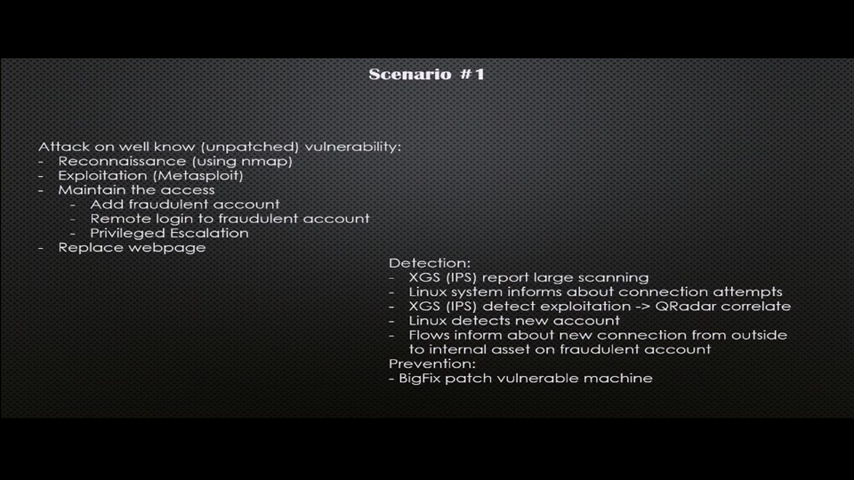 Scenario #1
Attack on well know (unpatched) vulnerability:
- Reconnaissance (using nmap)
- Exploitation (Metasploit)
- Maintain the access
- Add fraudulent account
- Remote login to fraudulent account
- Privileged Escalation
- Replace webpage
Detection:
- XGS (IPS) report large scanning
- Linux system informs about connection attempts
- XGS (IPS) detect exploitation -> QRadar correlate
- Linux detects new account
- Flows inform about new connection from outside
to internal asset on fraudulent account
Prevention:
- BigFix patch vulnerable machine